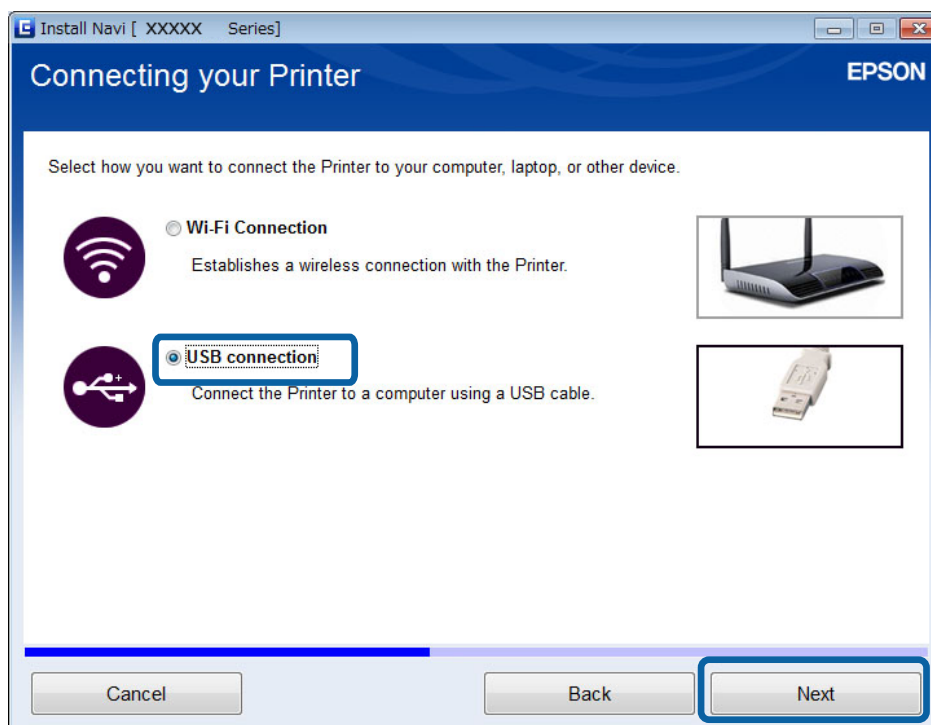 Install Navi [ XXXXX Series]
Connecting your Printer
EPSON
Select how you want to connect the Printer to your computer, laptop, or other device.
Wi-Fi Connection
Establishes a wireless connection with the Printer.
USB connection
Connect the Printer to a computer using a USB cable.
Cancel
Back
Next